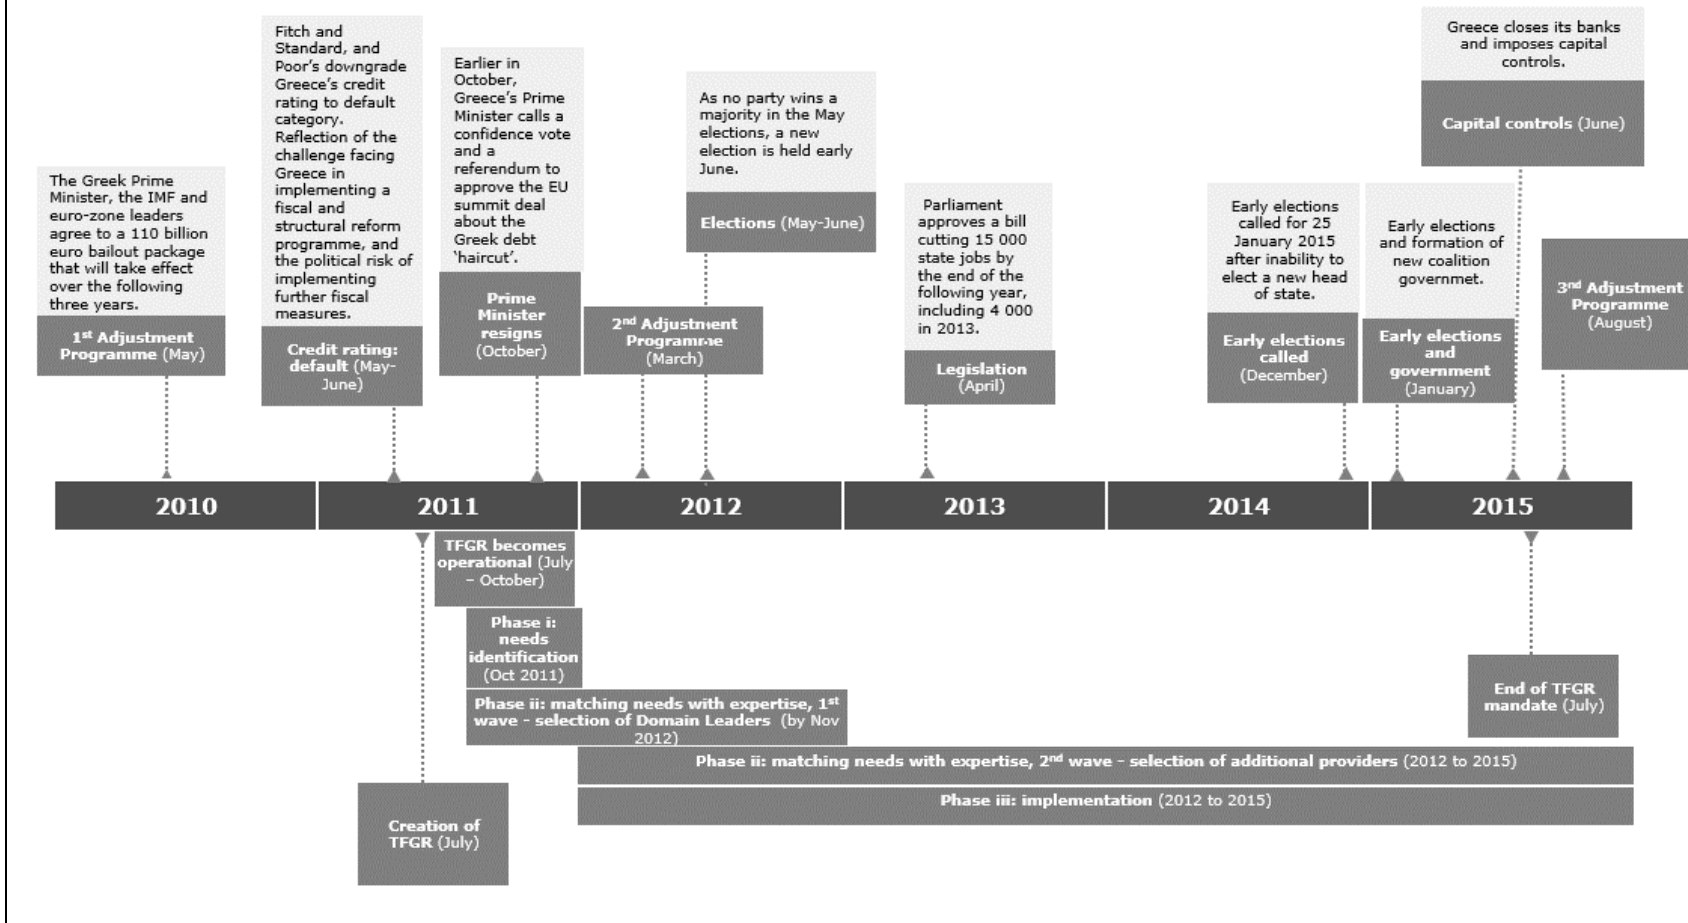 The Greek Prime
Minister, the IMF and
euro-zone leaders
agree to a 110 billion
euro bailout package
that will take effect
over the following
three years.
1st Adjustment
Programme (May)
Fitch and
Standard, and
Poor's downgrade
Greece's credit
rating to default
category.
Reflection of the
challenge facing
Greece in
implementing a
fiscal and
structural reform
programme, and
the political risk of
implementing
further fiscal
measures.
Credit rating:
default (May-
June)
Earlier in
October,
Greece's Prime
Minister calls a
confidence vote
and a
referendum to
approve the EU
summit deal
about the
Greek debt
‘haircut’.
Prime
Minister
resigns
(October)
2nd Adjustment
Programme
(March)
As no party wins a
majority in the May
elections, a new
election is held early
June.
Elections (May-June)
Parliament
approves a bill
cutting 15 000
state jobs by
the end of the
following year,
including 4 000
in 2013.
Legislation
(April)
Early elections
called for 25
January 2015
after inability to
elect a new head
of state.
Early elections
called
(December)
Early elections
and formation of
new coalition
governmet.
Early elections
and
government
(January)
Greece closes its banks
and imposes capital
controls.
Capital controls (June)
3nd Adjustment
Programme
(August)
2010
2011
2012
2013
2014
2015
TFGR becomes
operational (July
– October)
Phase i:
needs
identification
(Oct 2011)
Phase ii: matching needs with expertise, 1st
wave - selection of Domain Leaders (by Nov
2012)
Phase ii: matching needs with expertise, 2nd wave - selection of additional providers (2012 to 2015)
Phase iii: implementation (2012 to 2015)
Creation of
TFGR (July)
End of TFGR
mandate (July)